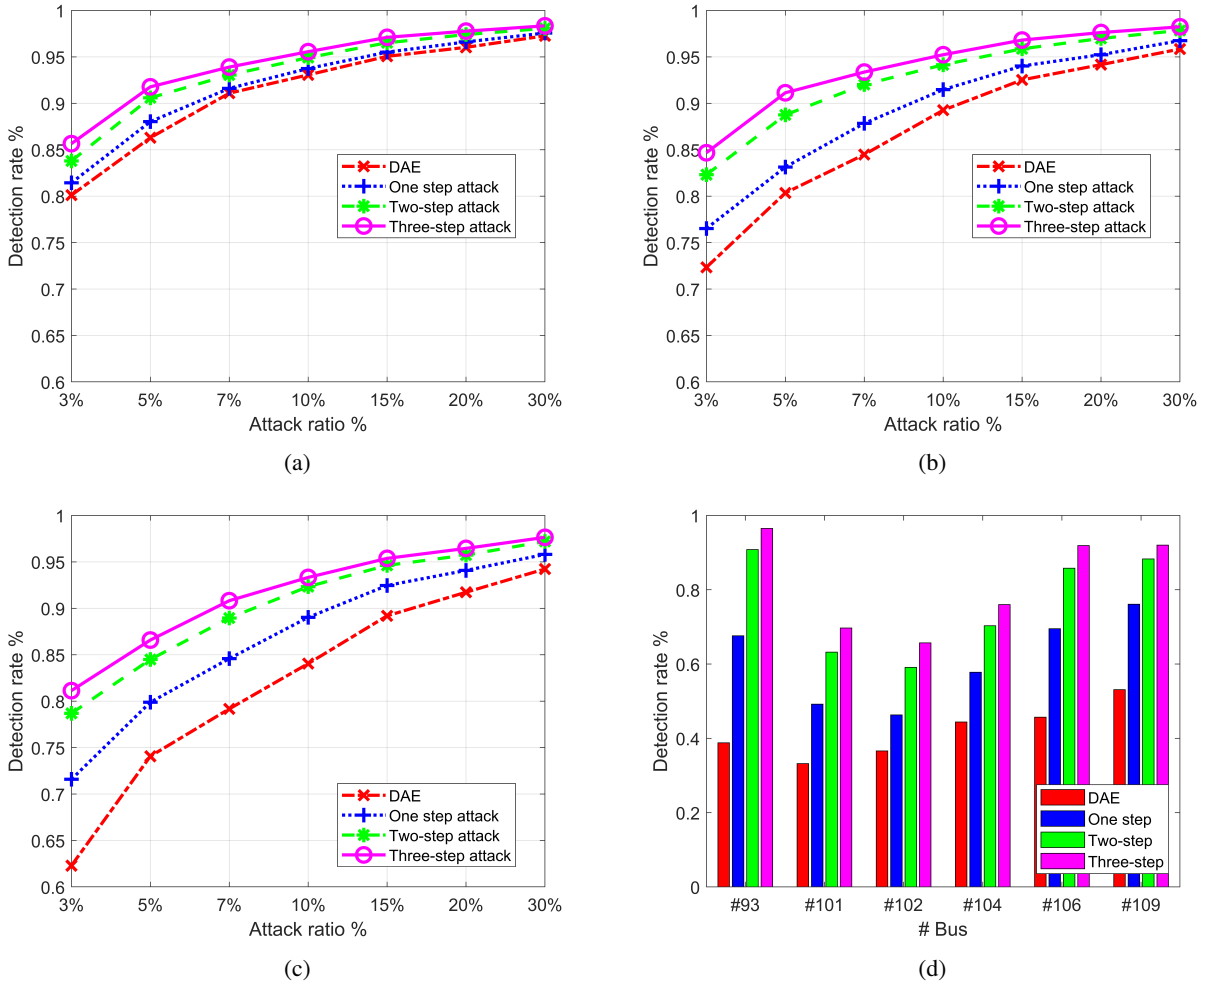 1
0.95
0.9
0.85
0.8
0.75
0.7
0.65
0.6
Detection rate %
3% 5% 7% 10% 15% 20% 30%
Attack ratio %
DAE
One step attack
Two-step attack
Three-step attack
(a)
1
0.95
0.9
0.85
0.8
0.75
0.7
0.65
0.6
Detection rate %
3% 5% 7% 10% 15% 20% 30%
Attack ratio %
DAE
One step attack
Two-step attack
Three-step attack
(b)
1
0.95
0.9
0.85
0.8
0.75
0.7
0.65
0.6
Detection rate %
3% 5% 7% 10% 15% 20% 30%
Attack ratio %
DAE
One step attack
Two-step attack
Three-step attack
(c)
1
0.8
0.6
0.4
0.2
0
Detection rate %
#93 #101 #102 #104 #106 #109
# Bus
DAE
One step
Two-step
Three-step
(d)